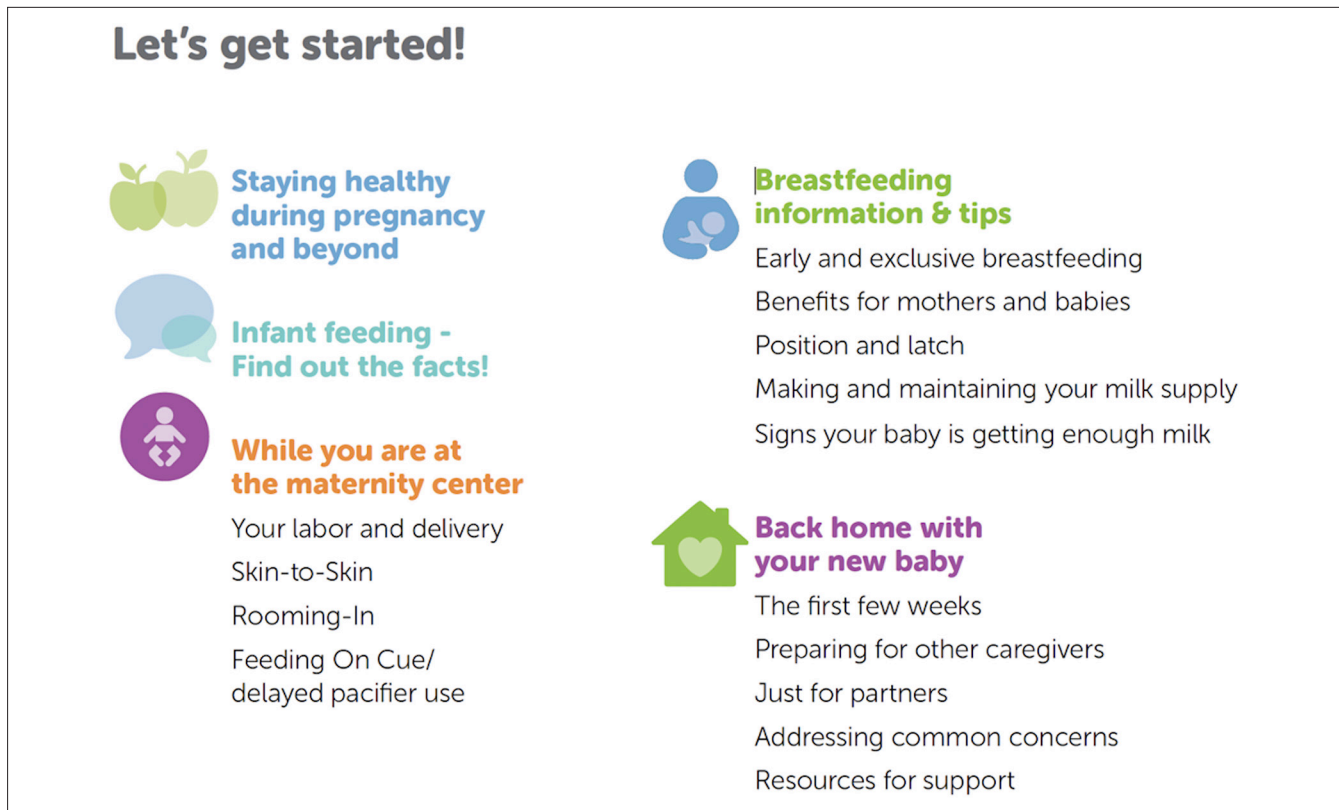 Let's get started!
Staying healthy
during pregnancy
and beyond
Infant feeding -
Find out the facts!
While you are at
the maternity center
Your labor and delivery
Skin-to-Skin
Rooming-In
Feeding On Cue/
delayed pacifier use
Breastfeeding
information & tips
Early and exclusive breastfeeding
Benefits for mothers and babies
Position and latch
Making and maintaining your milk supply
Signs your baby is getting enough milk
Back home with
your new baby
The first few weeks
Preparing for other caregivers
Just for partners
Addressing common concerns
Resources for support